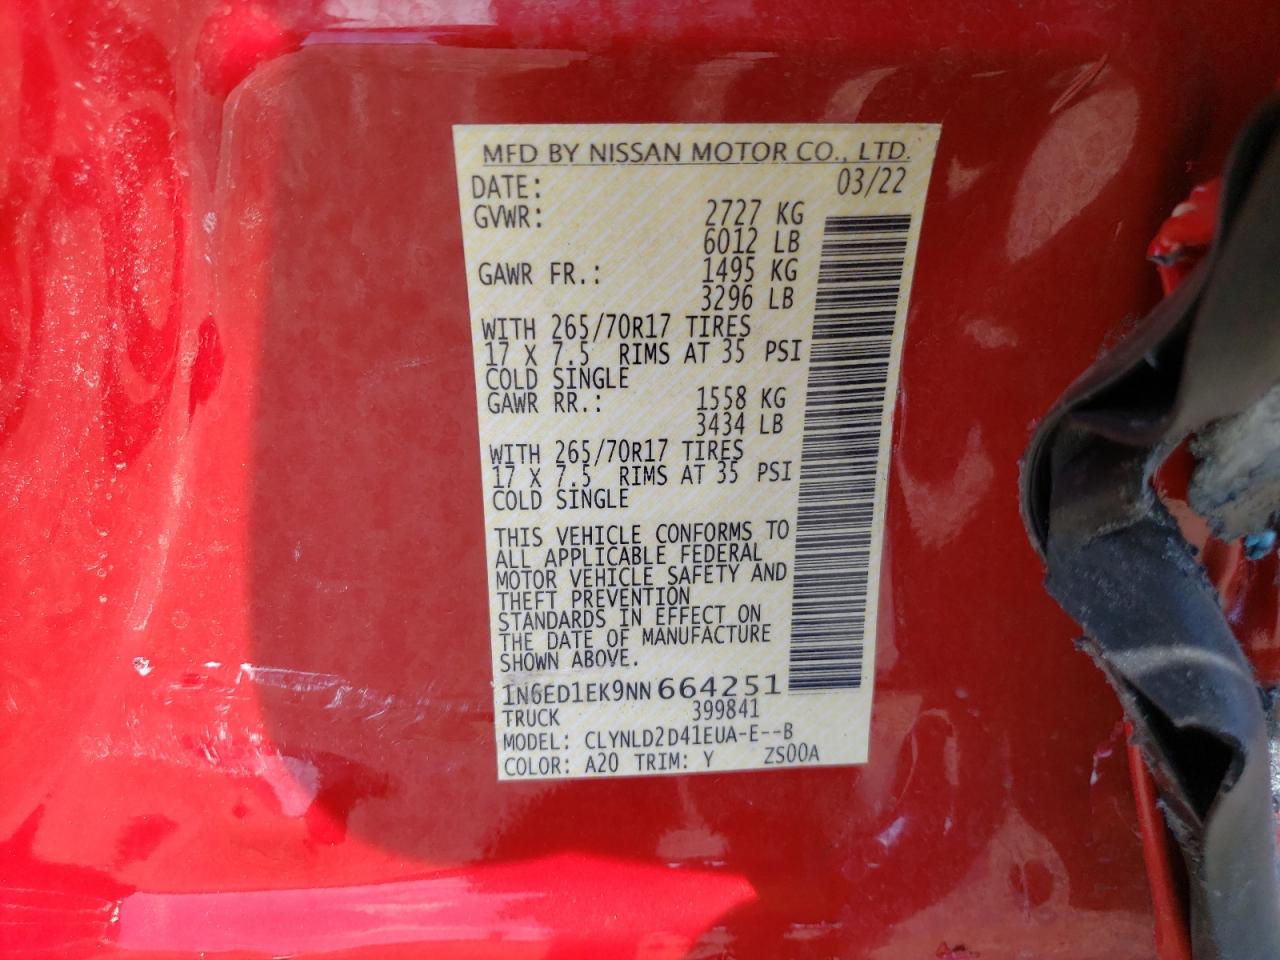 MFD BY NISSAN MOTOR CO., LTD.
DATE: 03/22
GVWR: 2727 KG
6012 LB
GAWR FR.: 1495 KG
3296 LB
WITH 265/70R17 TIRES
17 X 7.5 RIMS AT 35 PSI
COLD SINGLE
GAWR RR.: 1558 KG
3434 LB
WITH 265/70R17 TIRES
17 X 7.5 RIMS AT 35 PSI
COLD SINGLE
THIS VEHICLE CONFORMS TO
ALL APPLICABLE FEDERAL
MOTOR VEHICLE SAFETY AND
THEFT PREVENTION
STANDARDS IN EFFECT ON
THE DATE OF MANUFACTURE
SHOWN ABOVE.
1N6ED1EK9NN664251
TRUCK 399841
MODEL: CLYNLD2D41EUA-E--B
COLOR: A20 TRIM: Y ZS00A